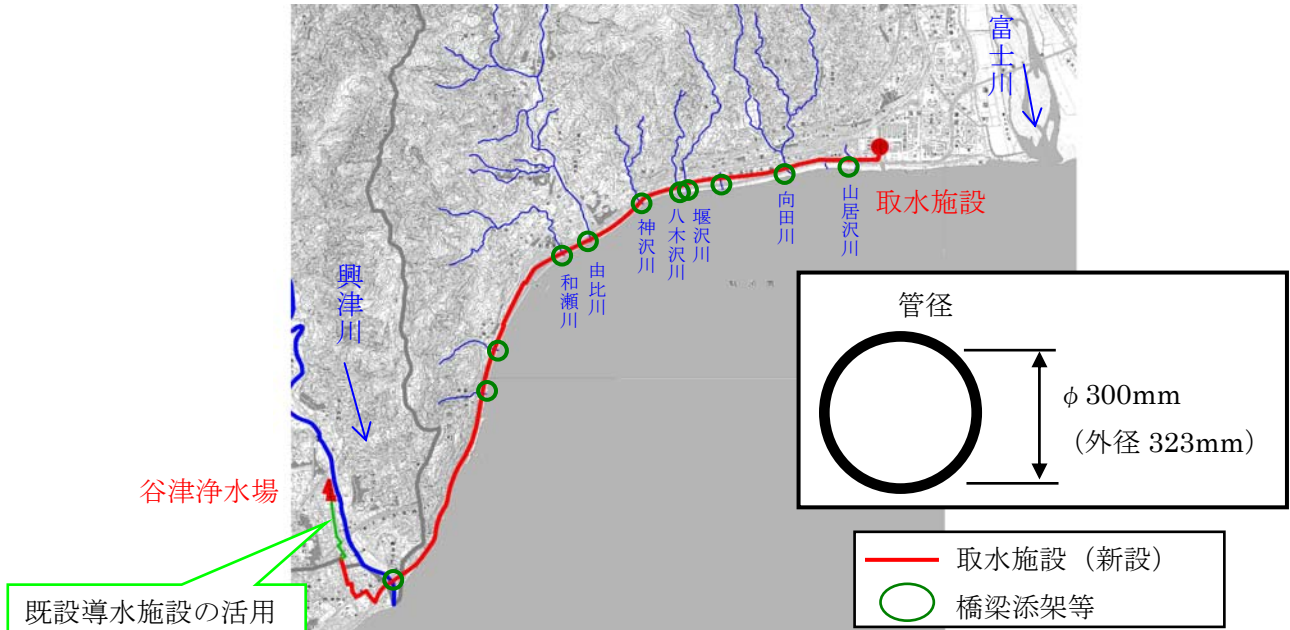 富士川
取水施設
山居沢川
向田川
堰沢川
八木沢川
神沢川
由比川
和瀬川
興津川
谷津浄水場
既設導水施設の活用
管径
φ300mm
（外径 323mm）
取水施設（新設）
橋梁添架等